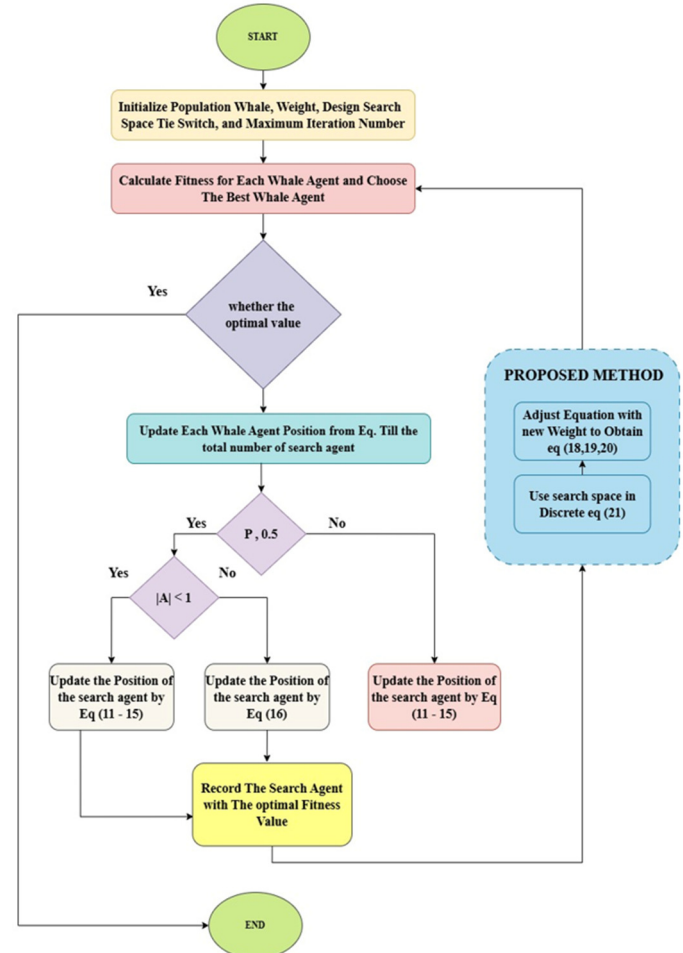 START
Initialize Population Whale, Weight, Design Search
Space Tie Switch, and Maximum Iteration Number
Calculate Fitness for Each Whale Agent and Choose
The Best Whale Agent
Yes
whether the
optimal value
PROPOSED METHOD
Adjust Equation with
new Weight to Obtain
eq (18,19,20)
Use search space in
Discrete eq (21)
Update Each Whale Agent Position from Eq. Till the
total number of search agent
Yes
P , 0.5
No
Yes
|A| < 1
No
Update the Position of
the search agent by
Eq (11 - 15)
Update the Position of
the search agent by
Eq (16)
Update the Position of
the search agent by Eq
(11 - 15)
Record The Search Agent
with The optimal Fitness
Value
END